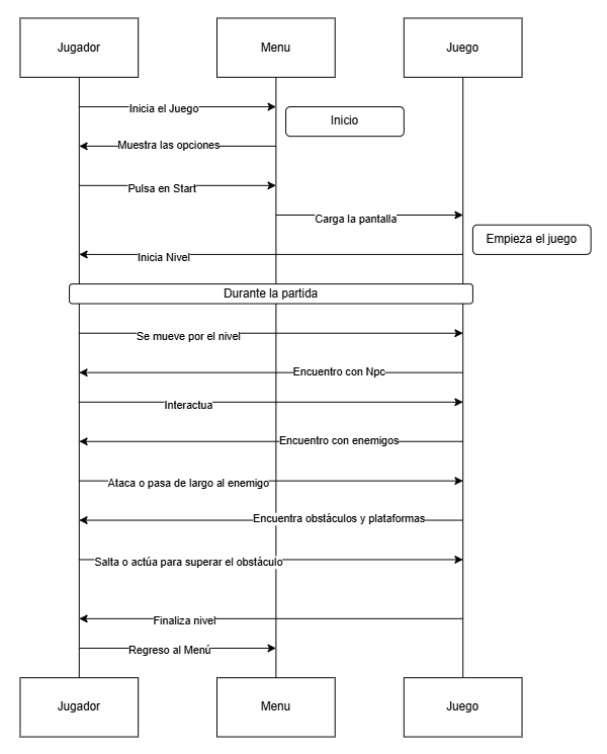 Jugador
Menu
Juego
Inicia el Juego
Inicio
Muestra las opciones
Pulsa en Start
Carga la pantalla
Empieza el juego
Inicia Nivel
Durante la partida
Se mueve por el nivel
Encuentro con Npc
Interactua
Encuentro con enemigos
Ataca o pasa de largo al enemigo
Encuentra obstáculos y plataformas
Salta o actúa para superar el obstáculo
Finaliza nivel
Regreso al Menú
Jugador
Menu
Juego